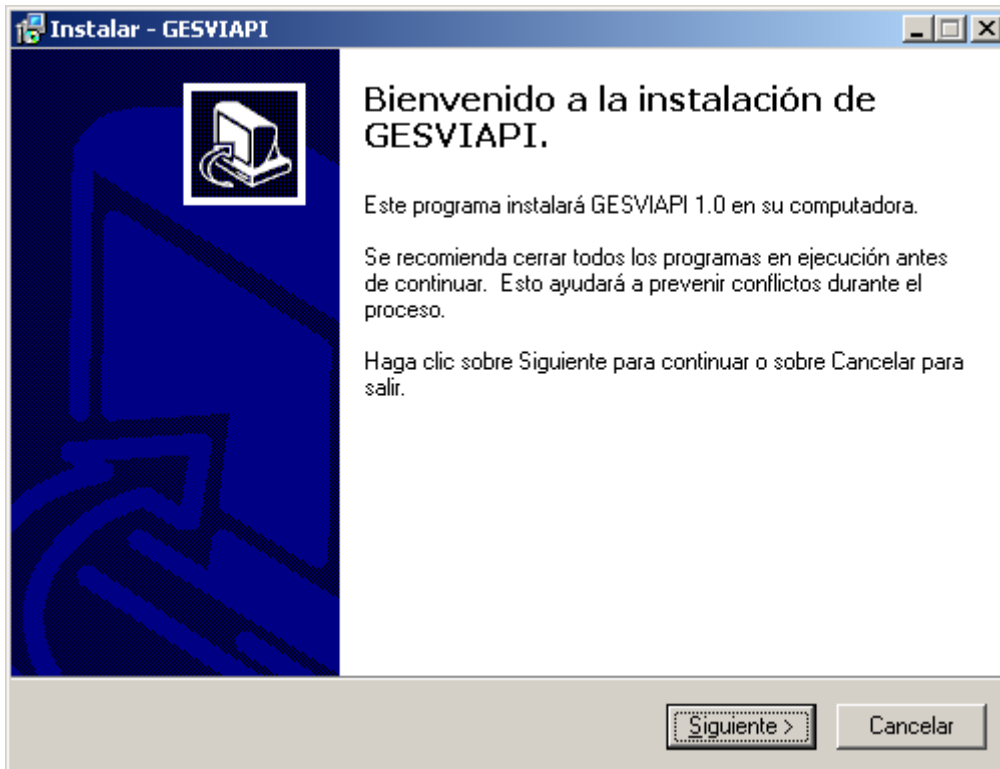 Instalar - GESVIAPI
Bienvenido a la instalación de
GESVIAPI.
Este programa instalará GESVIAPI 1.0 en su computadora.
Se recomienda cerrar todos los programas en ejecución antes
de continuar.  Esto ayudará a prevenir conflictos durante el
proceso.
Haga clic sobre Siguiente para continuar o sobre Cancelar para
salir.
Siguiente >
Cancelar